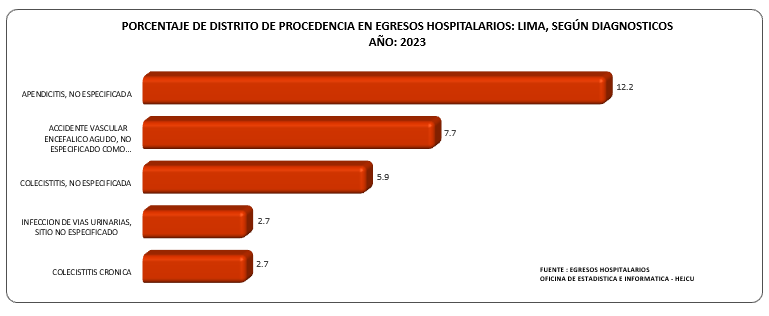 PORCENTAJE DE DISTRITO DE PROCEDENCIA EN EGRESOS HOSPITALARIOS: LIMA, SEGÚN DIAGNOSTICOS
AÑO: 2023
APENDICITIS, NO ESPECIFICADA
12.2
ACCIDENTE VASCULAR
ENCEFALICO AGUDO, NO
ESPECIFICADO COMO...
7.7
COLECISTITIS, NO ESPECIFICADA
5.9
INFECCION DE VIAS URINARIAS,
SITIO NO ESPECIFICADO
2.7
COLECISTITIS CRONICA
2.7
FUENTE : EGRESOS HOSPITALARIOS
OFICINA DE ESTADISTICA E INFORMATICA - HEJCU